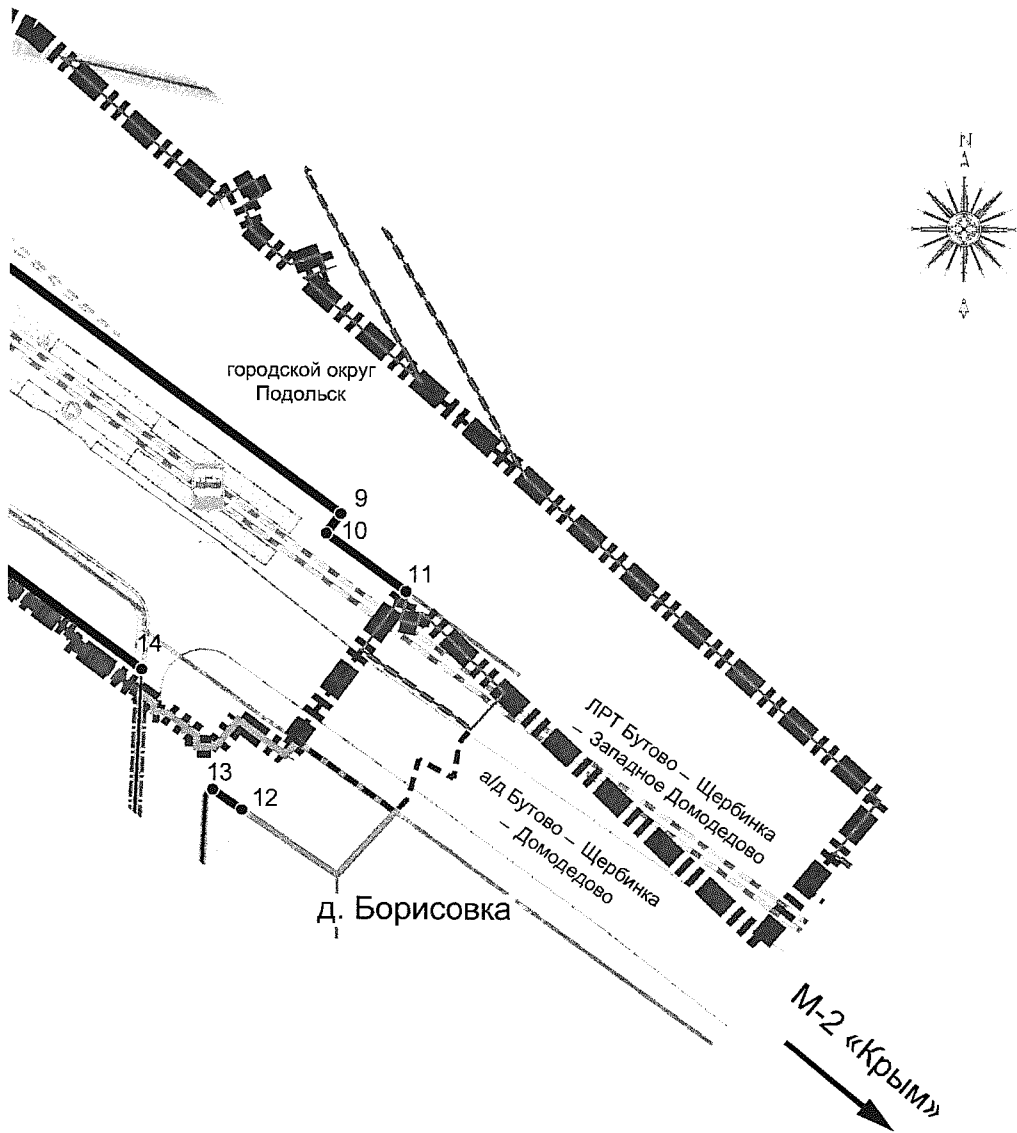 N
городской округ
Подольск
9
10
11
14
ЛРТ Бутово – Щербинка
– Западное Домодедово
а/д Бутово – Щербинка
– Домодедово
13
12
д. Борисовка
М-2 «Крым»